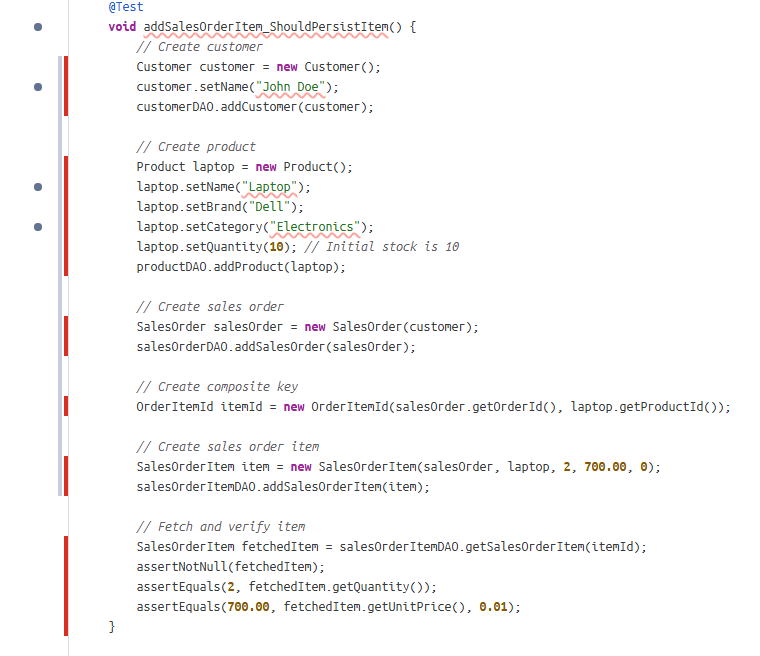 @Test
void addSalesOrderItem_ShouldPersistItem() {
// Create customer
Customer customer = new Customer();
customer.setName("John Doe");
customerDAO.addCustomer(customer);
// Create product
Product laptop = new Product();
laptop.setName("Laptop");
laptop.setBrand("Dell");
laptop.setCategory("Electronics");
laptop.setQuantity(10); // Initial stock is 10
productDAO.addProduct(laptop);
// Create sales order
SalesOrder salesOrder = new SalesOrder(customer);
salesOrderDAO.addSalesOrder(salesOrder);
// Create composite key
OrderItemId itemId = new OrderItemId(salesOrder.getOrderId(), laptop.getProductId());
// Create sales order item
SalesOrderItem item = new SalesOrderItem(salesOrder, laptop, 2, 700.00, 0);
salesOrderItemDAO.addSalesOrderItem(item);
// Fetch and verify item
SalesOrderItem fetchedItem = salesOrderItemDAO.getSalesOrderItem(itemId);
assertNotNull(fetchedItem);
assertEquals(2, fetchedItem.getQuantity());
assertEquals(700.00, fetchedItem.getUnitPrice(), 0.01);
}